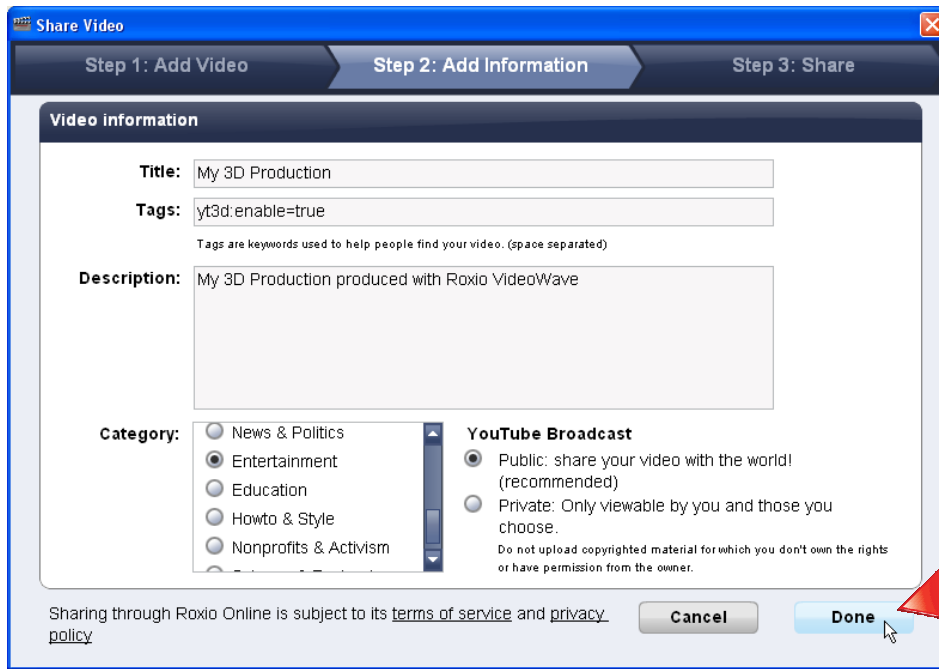 Share Video
Step 1: Add Video Step 2: Add Information Step 3: Share
Video information
Title: My 3D Production
Tags: yt3d:enable=true
Tags are keywords used to help people find your video. (space separated)
Description: My 3D Production produced with Roxio VideoWave
Category:
News & Politics
Entertainment
Education
Howto & Style
Nonprofits & Activism
YouTube Broadcast
Public: share your video with the world!
(recommended)
Private: Only viewable by you and those you
choose.
Do not upload copyrighted material for which you don't own the rights
or have permission from the owner.
Sharing through Roxio Online is subject to its terms of service and privacy
policy
Cancel Done